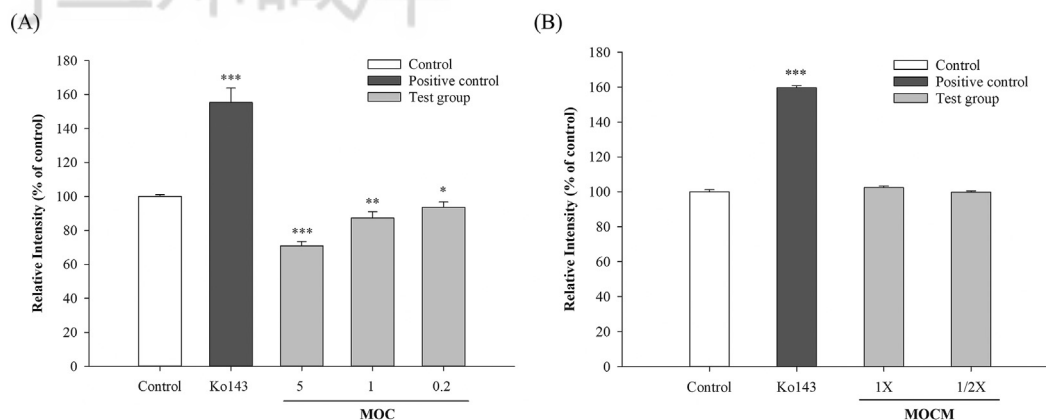 (A)
Relative Intensity (% of control)
180
160
140
120
100
80
60
40
20
0
Control
Positive control
Test group
***
***
**
*
Control
Ko143
5
1
0.2
MOC
(B)
Relative Intensity (% of control)
180
160
140
120
100
80
60
40
20
0
Control
Positive control
Test group
***
Control
Ko143
1X
1/2X
MOCM